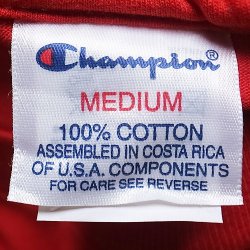 Champion
MEDIUM
100% COTTON
ASSEMBLED IN COSTA RICA
OF U.S.A. COMPONENTS
FOR CARE SEE REVERSE